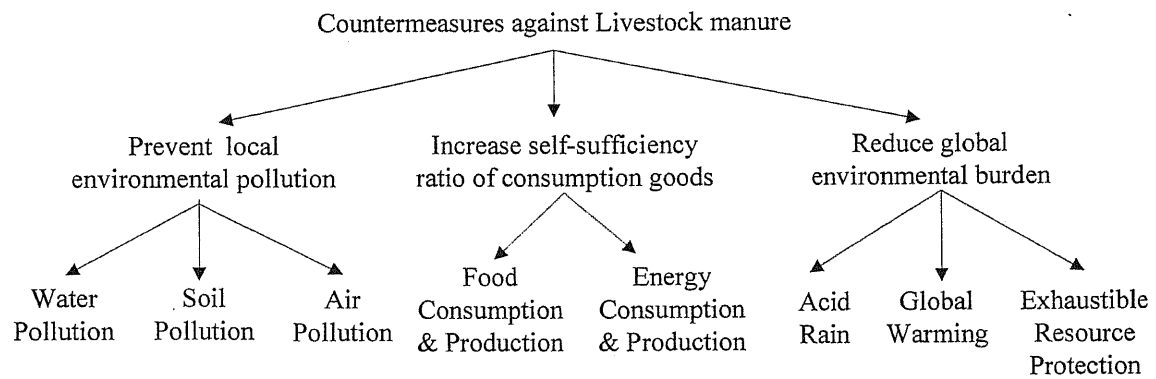 Countermeasures against Livestock manure
Prevent local
environmental pollution
Increase self-sufficiency
ratio of consumption goods
Reduce global
environmental burden
Water
Pollution
Soil
Pollution
Air
Pollution
Food
Consumption
& Production
Energy
Consumption
& Production
Acid
Rain
Global
Warming
Exhaustible
Resource
Protection